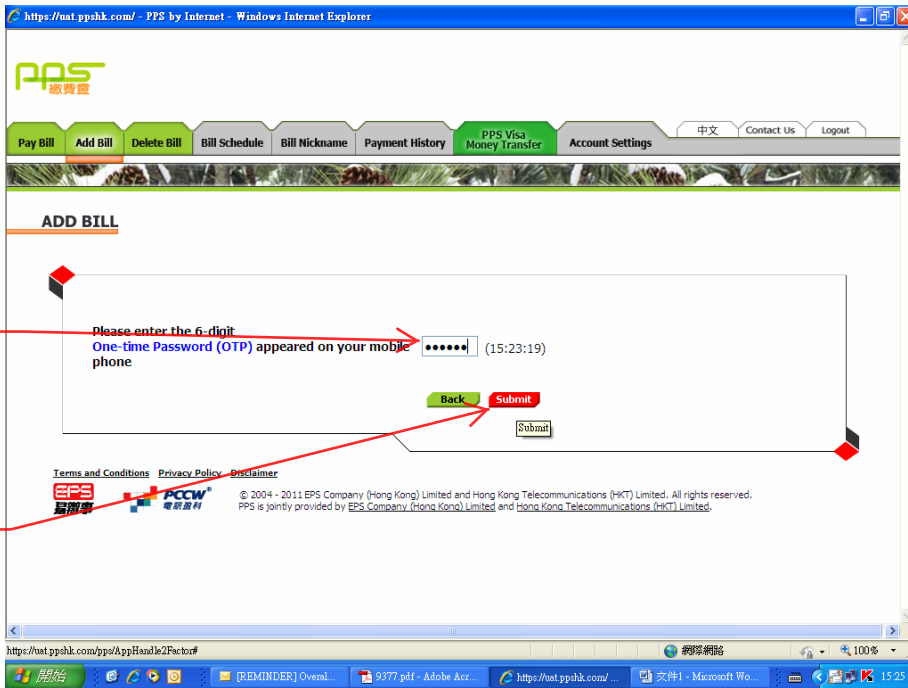 https://uat.ppshk.com/ - PPS by Internet - Windows Internet Explorer
pps
繳費靈
Pay Bill
Add Bill
Delete Bill
Bill Schedule
Bill Nickname
Payment History
PPS Visa
Money Transfer
Account Settings
中文
Contact Us
Logout
ADD BILL
Please enter the 6-digit
One-time Password (OTP) appeared on your mobile
phone
●●●●●●
(15:23:19)
Back
Submit
Submit
Terms and Conditions Privacy Policy Disclaimer
EPS
易辦事
PCCW
電訊盈科
© 2004 - 2011 EPS Company (Hong Kong) Limited and Hong Kong Telecommunications (HKT) Limited. All rights reserved.
PPS is jointly provided by EPS Company (Hong Kong) Limited and Hong Kong Telecommunications (HKT) Limited.
https://uat.ppshk.com/pps/AppHandle2Factor#
網際網路
100%
開始
[REMINDER] Overal...
9377.pdf - Adobe Acr...
https://uat.ppshk.com/ ...
文件1 - Microsoft Wo...
15:25